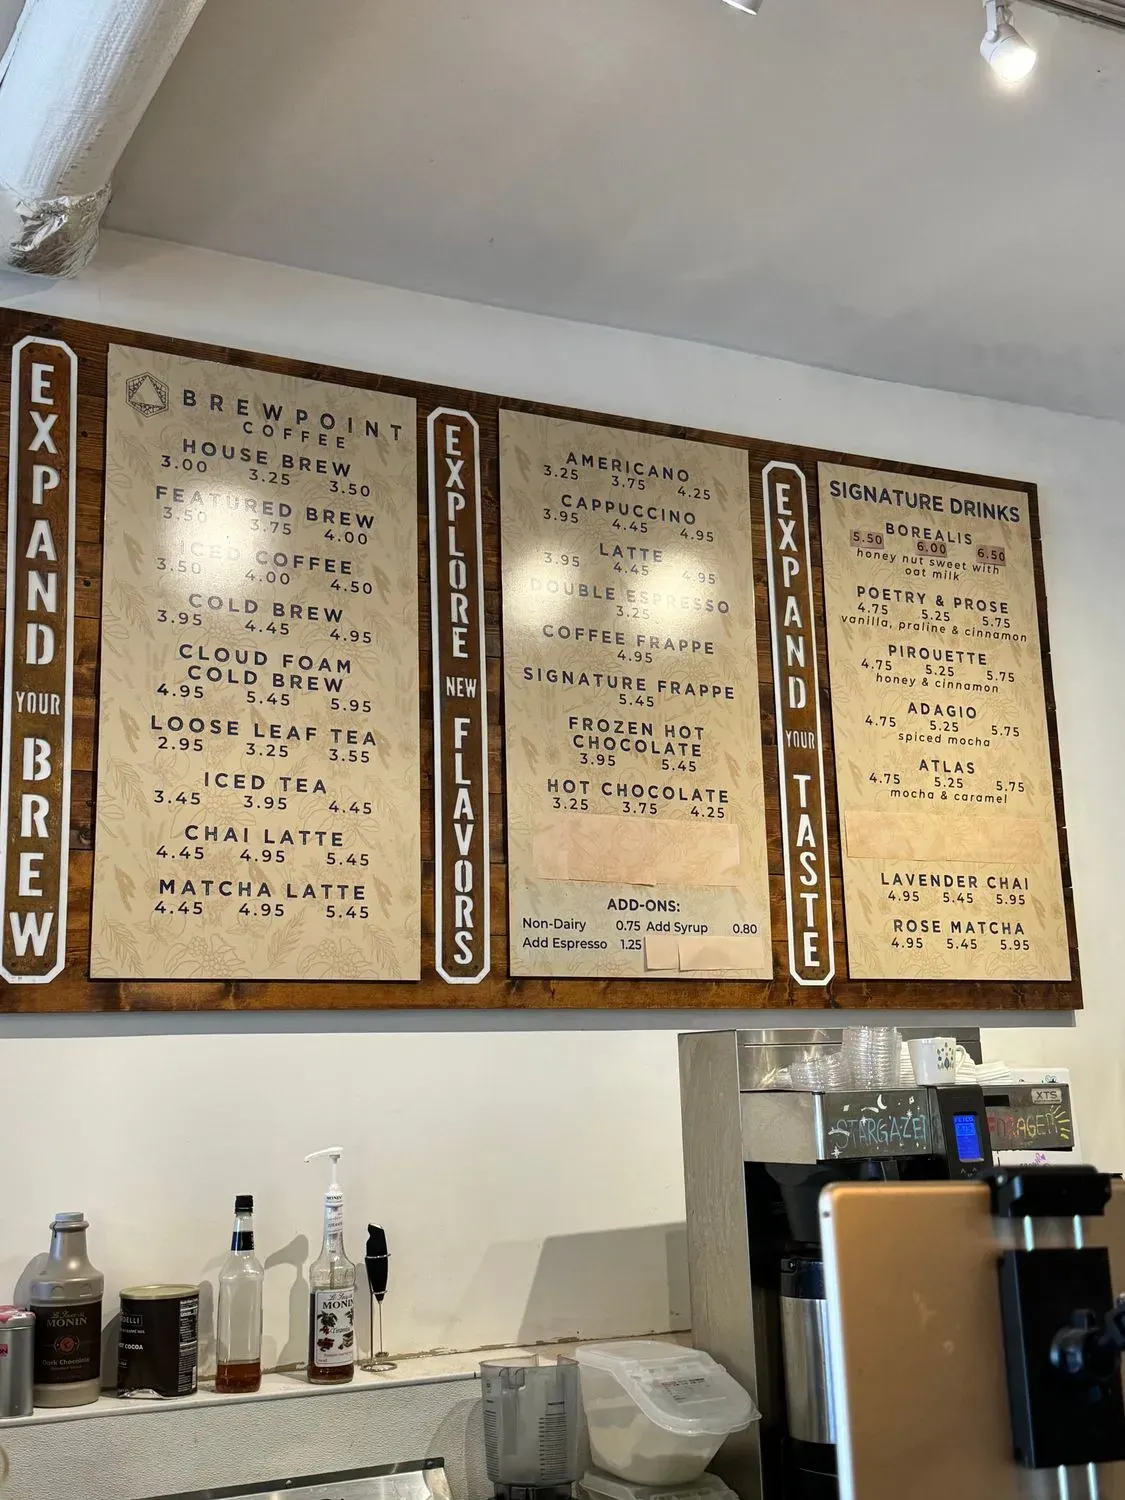 EXPAND
YOUR
BREW
BREWPOINT
COFFEE
HOUSE BREW
3.00 3.25 3.50
FEATURED BREW
3.50 3.75 4.00
ICED COFFEE
3.50 4.00 4.50
COLD BREW
3.95 4.45 4.95
CLOUD FOAM
COLD BREW
4.95 5.45 5.95
LOOSE LEAF TEA
2.95 3.25 3.55
ICED TEA
3.45 3.95 4.45
CHAI LATTE
4.45 4.95 5.45
MATCHA LATTE
4.45 4.95 5.45
EXPLORE
NEW
FLAVORS
AMERICANO
3.25 3.75 4.25
CAPPUCCINO
3.95 4.45 4.95
LATTE
3.95 4.45 4.95
DOUBLE ESPRESSO
3.25
COFFEE FRAPPE
4.95
SIGNATURE FRAPPE
5.45
FROZEN HOT
CHOCOLATE
3.95 5.45
HOT CHOCOLATE
3.25 3.75 4.25
ADD-ONS:
Non-Dairy 0.75 Add Syrup 0.80
Add Espresso 1.25
EXPAND
YOUR
TASTE
SIGNATURE DRINKS
BOREALIS
5.50 6.00 6.50
honey nut sweet with
oat milk
POETRY & PROSE
4.75 5.25 5.75
vanilla, praline & cinnamon
PIROUETTE
4.75 5.25 5.75
honey & cinnamon
ADAGIO
4.75 5.25 5.75
spiced mocha
ATLAS
4.75 5.25 5.75
mocha & caramel
LAVENDER CHAI
4.95 5.45 5.95
ROSE MATCHA
4.95 5.45 5.95
XTS
STARGAZER
FORAGER
MONIN
Dark Chocolate
COCOA
MONIN